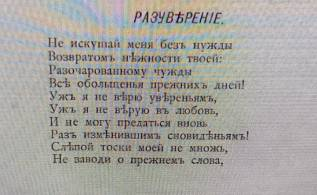 РАЗУВѢРЕНІЕ.
Не искушай меня безъ нужды
Возвратомъ нѣжности твоей:
Разочарованному чужды
Всѣ обольщенья прежнихъ дней!
Ужъ я не вѣрю увѣреньямъ,
Ужъ я не вѣрую въ любовь,
И не могу предаться вновь
Разъ измѣнившимъ сновидѣньямъ!
Слѣпой тоски моей не множь,
Не заводи о прежнемъ слова,